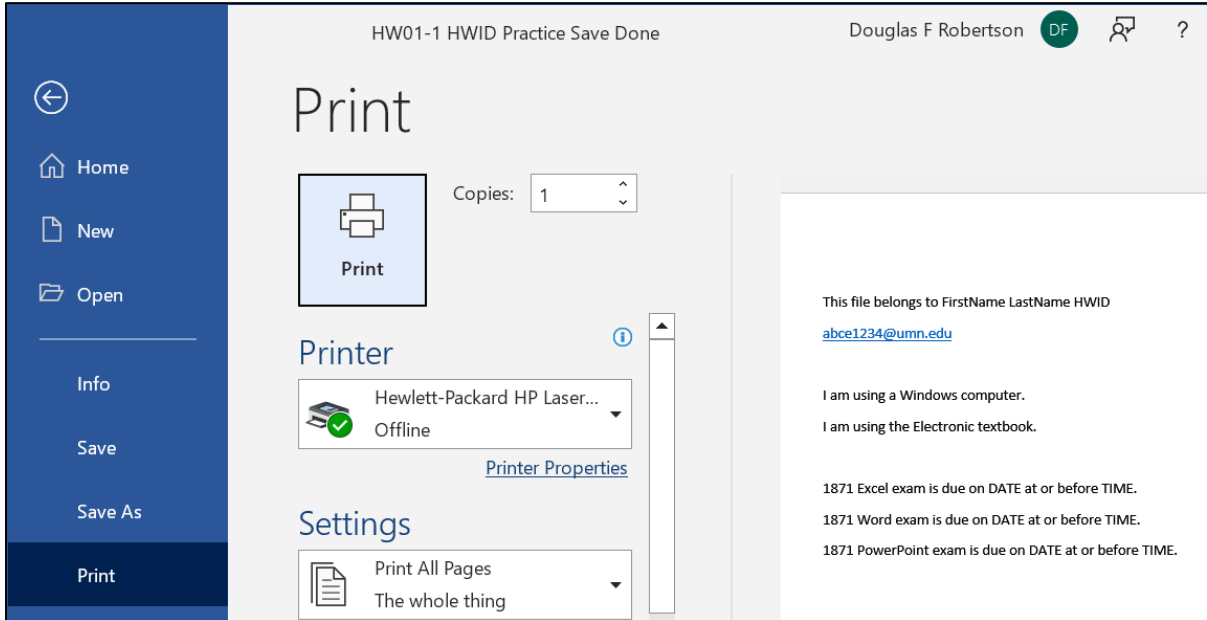 HW01-1 HWID Practice Save Done
Douglas F Robertson
DF
?
Home
New
Open
Info
Save
Save As
Print
Print
Print
Copies: 1
Printer
Hewlett-Packard HP Laser...
Offline
Printer Properties
Settings
Print All Pages
The whole thing
This file belongs to FirstName LastName HWID
abce1234@umn.edu
I am using a Windows computer.
I am using the Electronic textbook.
1871 Excel exam is due on DATE at or before TIME.
1871 Word exam is due on DATE at or before TIME.
1871 PowerPoint exam is due on DATE at or before TIME.